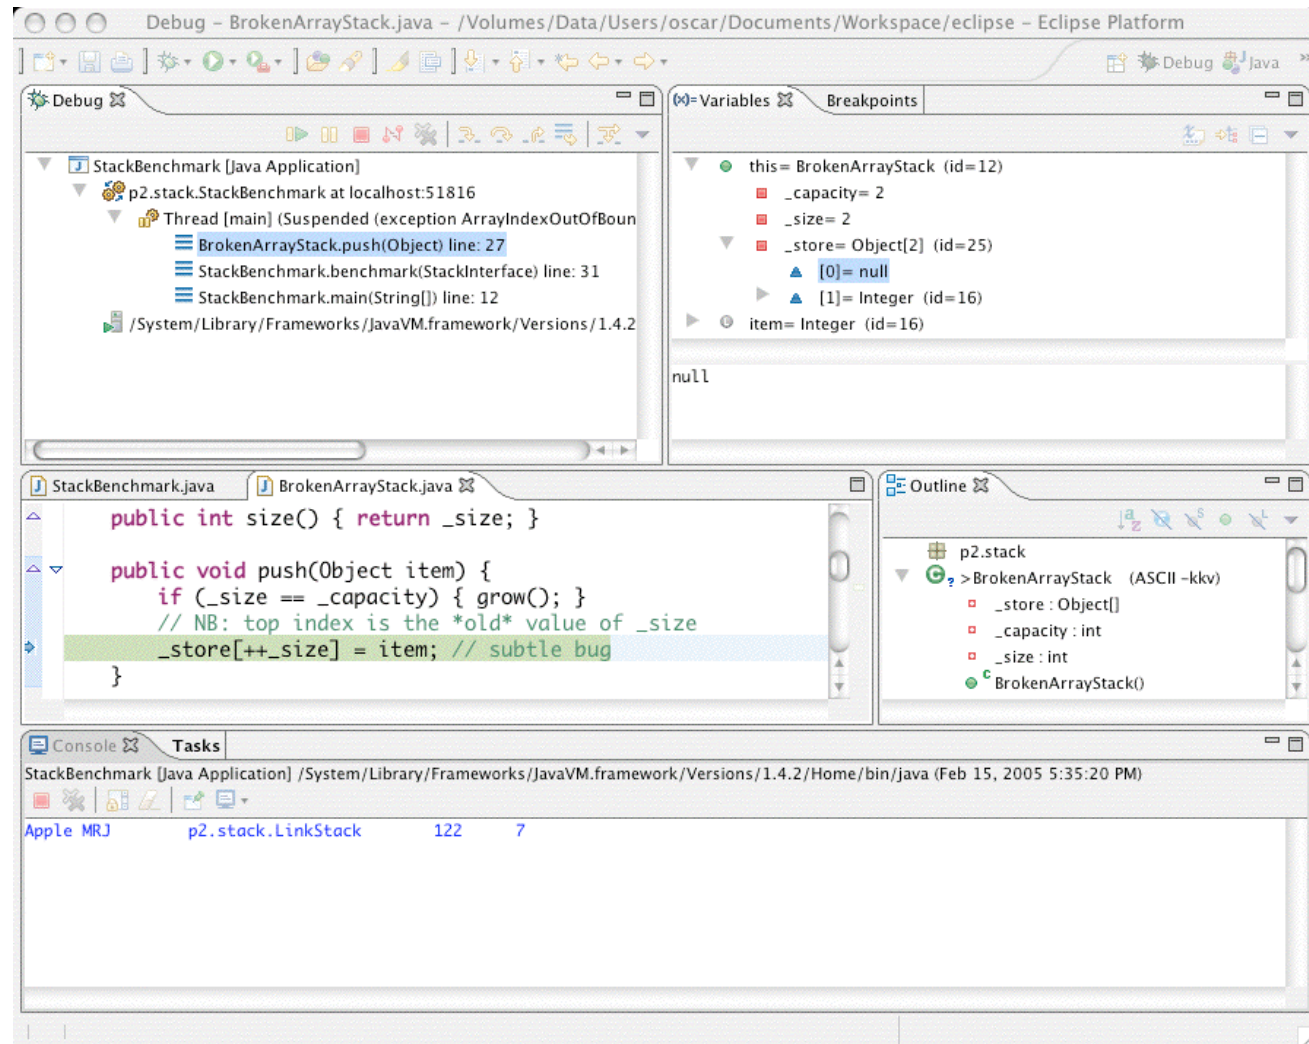 Debug – BrokenArrayStack.java – /Volumes/Data/Users/oscar/Documents/Workspace/eclipse – Eclipse Platform
Debug Java
Debug
StackBenchmark [Java Application]
p2.stack.StackBenchmark at localhost:51816
Thread [main] (Suspended (exception ArrayIndexOutOfBoun
BrokenArrayStack.push(Object) line: 27
StackBenchmark.benchmark(StackInterface) line: 31
StackBenchmark.main(String[]) line: 12
/System/Library/Frameworks/JavaVM.framework/Versions/1.4.2
(x)= Variables Breakpoints
this= BrokenArrayStack (id=12)
_capacity= 2
_size= 2
_store= Object[2] (id=25)
[0]= null
[1]= Integer (id=16)
item= Integer (id=16)
null
StackBenchmark.java BrokenArrayStack.java
public int size() { return _size; }
public void push(Object item) {
if (_size == _capacity) { grow(); }
// NB: top index is the *old* value of _size
_store[++_size] = item; // subtle bug
}
Outline
p2.stack
>BrokenArrayStack (ASCII –kkv)
_store : Object[]
_capacity : int
_size : int
BrokenArrayStack()
Console Tasks
StackBenchmark [Java Application] /System/Library/Frameworks/JavaVM.framework/Versions/1.4.2/Home/bin/java (Feb 15, 2005 5:35:20 PM)
Apple MRJ p2.stack.LinkStack 122 7